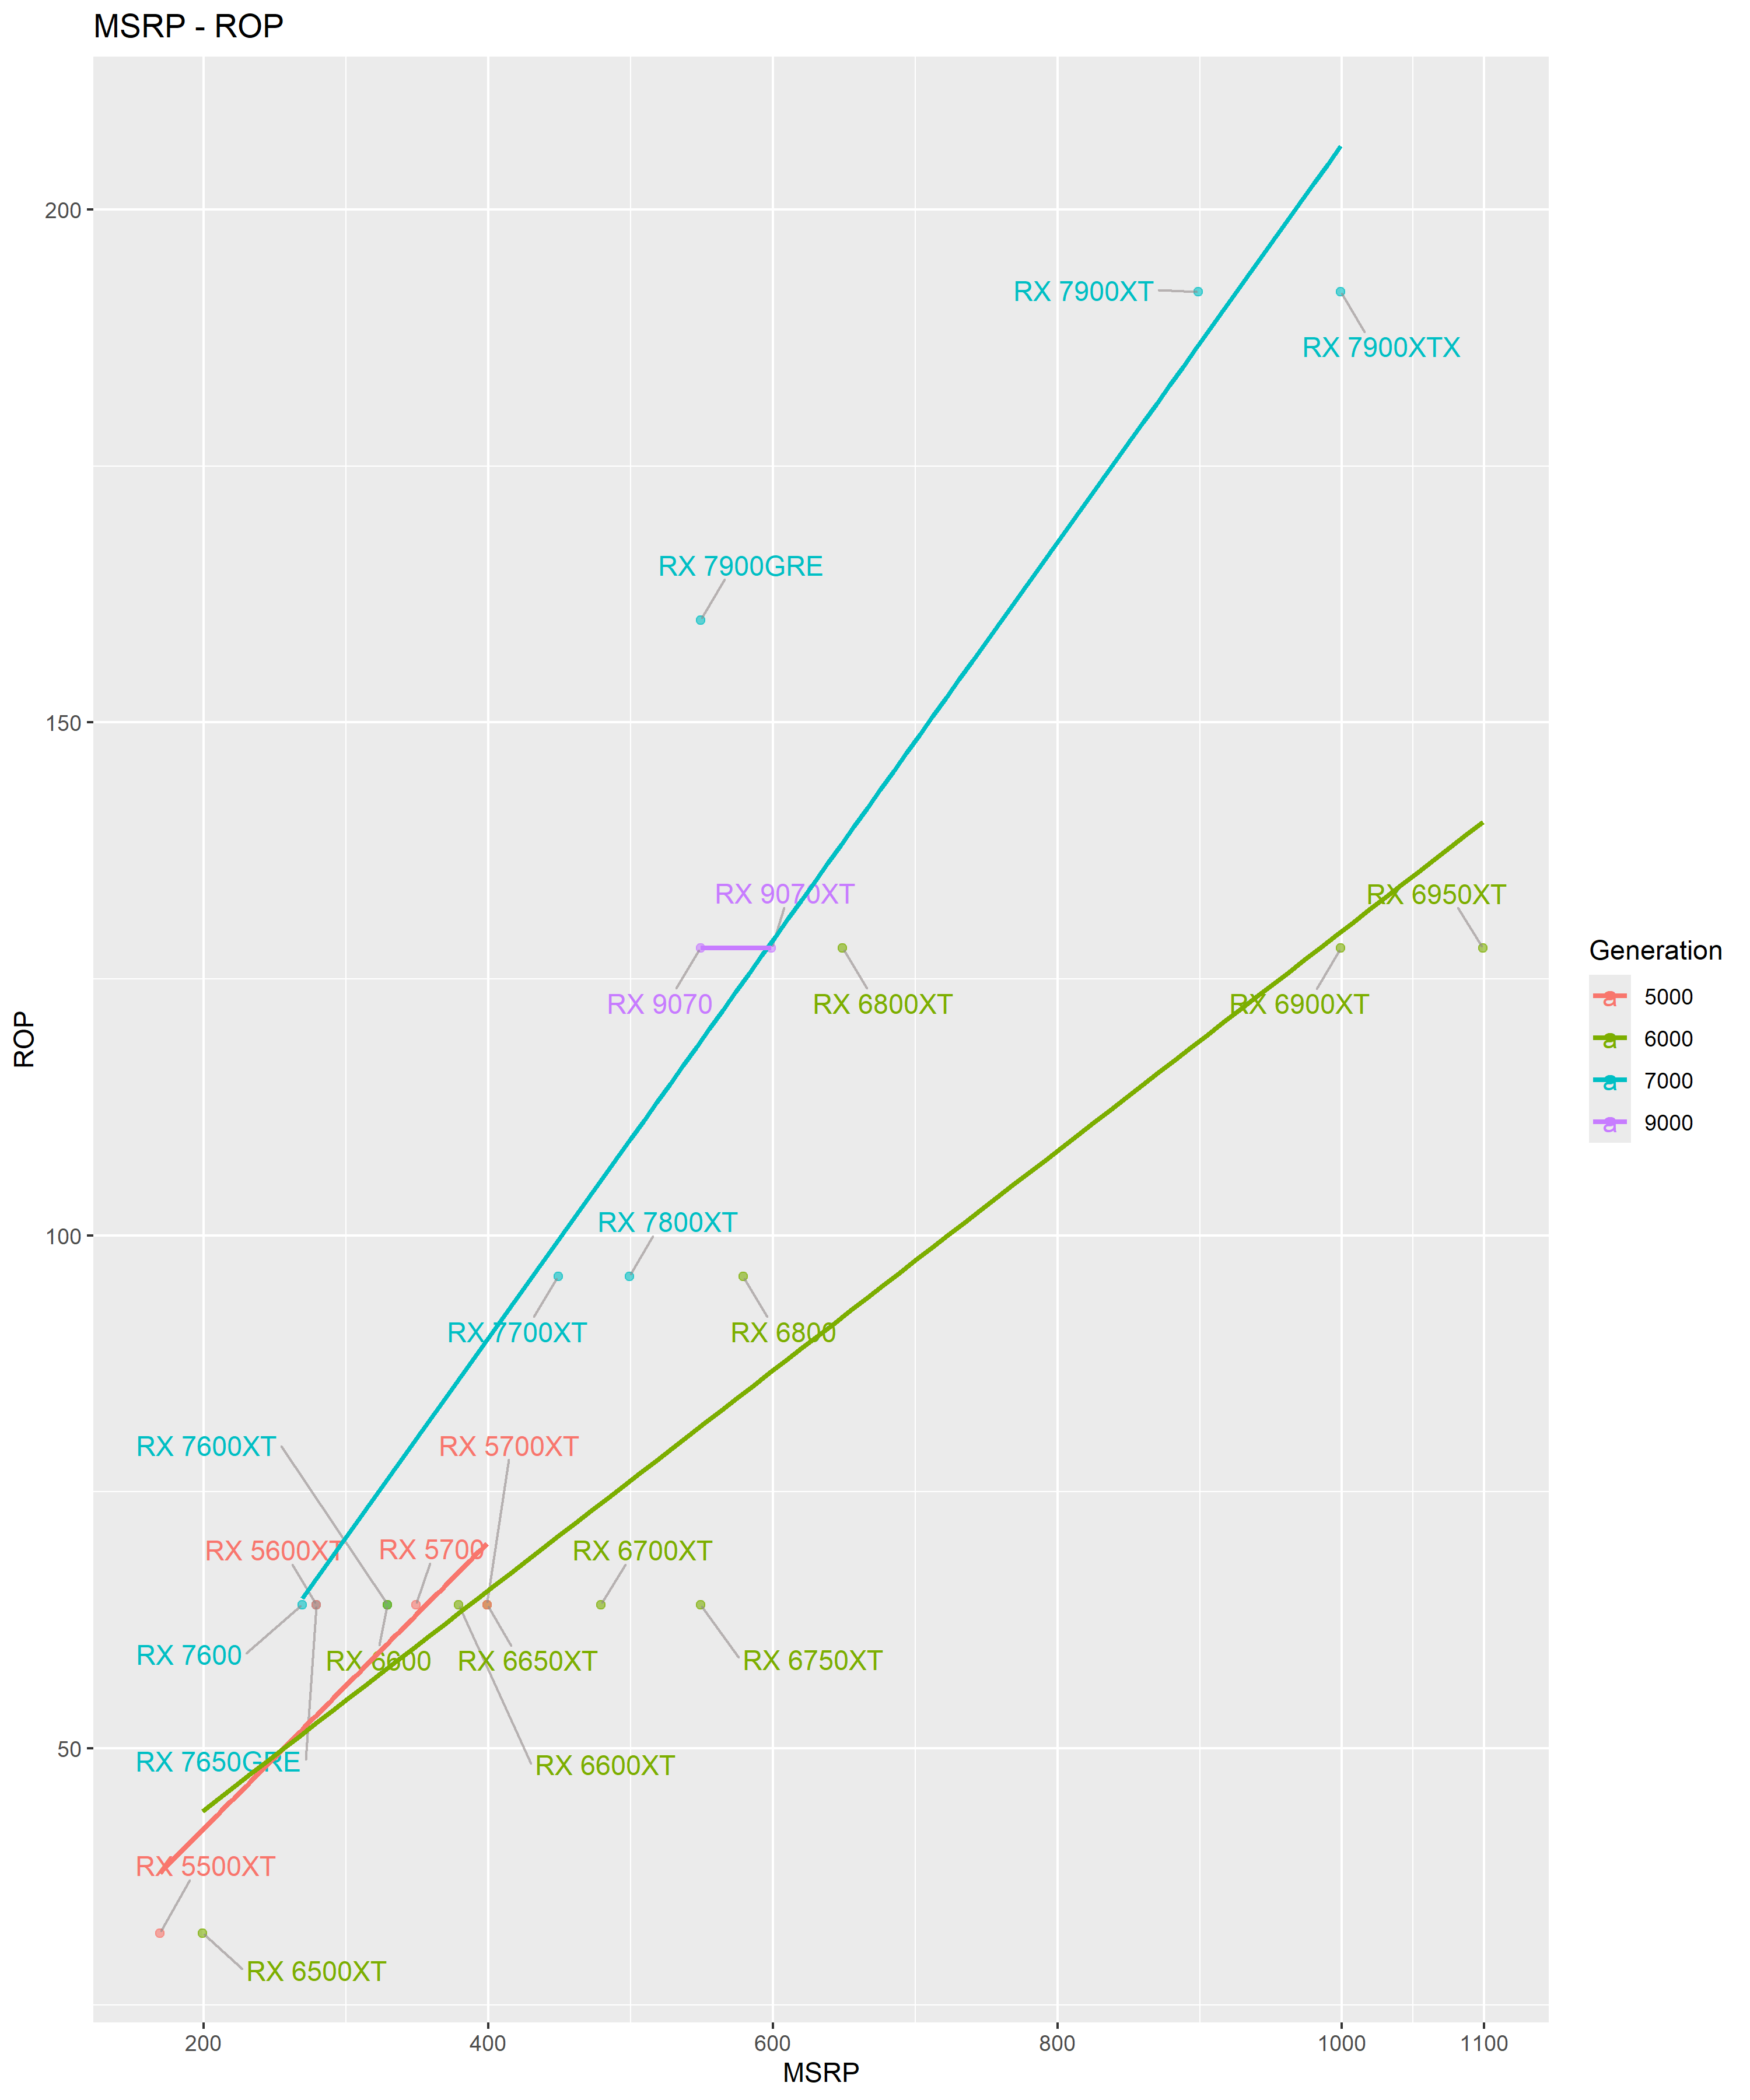 MSRP - ROP
200
RX 7900XT
RX 7900XTX
RX 7900GRE
150
RX 9070XT
RX 6950XT
RX 9070
RX 6800XT
RX 6900XT
ROP
Generation
a 5000
a 6000
a 7000
a 9000
100
RX 7800XT
RX 7700XT
RX 6800
RX 7600XT
RX 5700XT
RX 5600XT
RX 5700
RX 6700XT
RX 7600
RX 6600
RX 6650XT
RX 6750XT
50
RX 7650GRE
RX 6600XT
RX 5500XT
RX 6500XT
200
400
600
800
1000
1100
MSRP